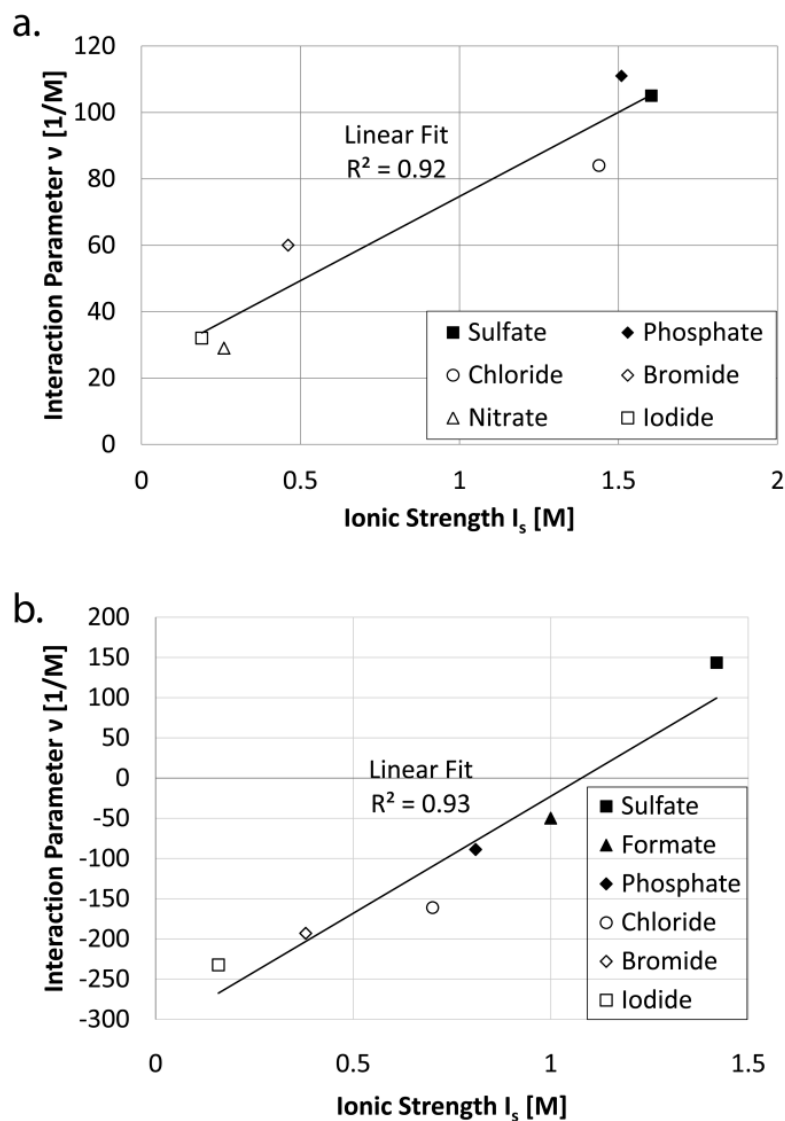 a.
120
100
80
60
40
20
0
Interaction Parameter v [1/M]
Linear Fit
R² = 0.92
Sulfate Phosphate
Chloride Bromide
Nitrate Iodide
0 0.5 1 1.5 2
Ionic Strength Iₛ [M]
b.
200
150
100
50
0
-50
-100
-150
-200
-250
-300
Interaction Parameter v [1/M]
Linear Fit
R² = 0.93
Sulfate
Formate
Phosphate
Chloride
Bromide
Iodide
0 0.5 1 1.5
Ionic Strength Iₛ [M]